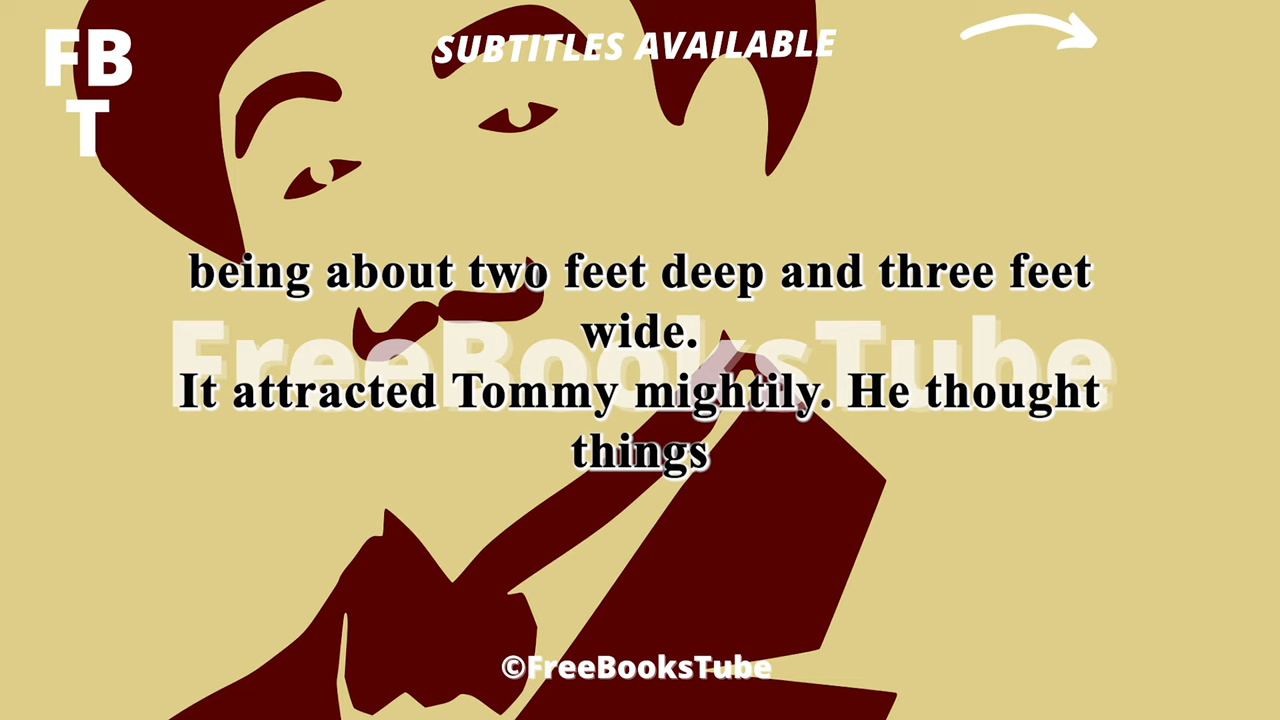 FB
T
SUBTITLES AVAILABLE
being about two feet deep and three feet
wide.
FreeBooksTube
It attracted Tommy mightily. He thought
things
©FreeBooksTube